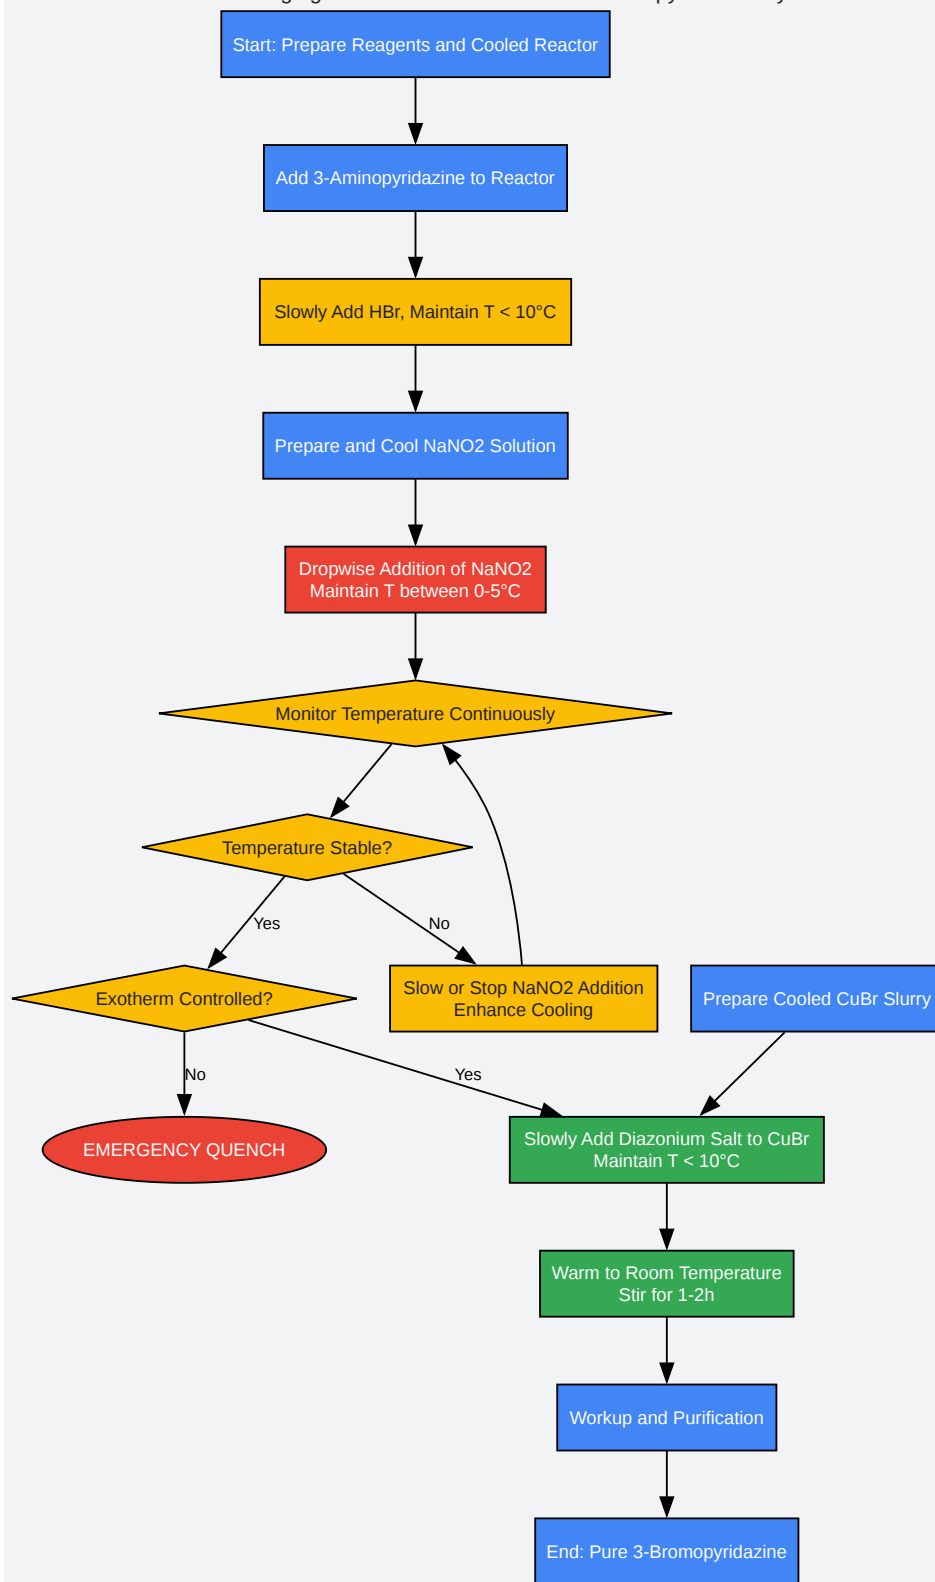 Start: Prepare Reagents and Cooled Reactor
Add 3-Aminopyridazine to Reactor
Slowly Add HBr, Maintain T < 10°C
Prepare and Cool NaNO2 Solution
Dropwise Addition of NaNO2
Maintain T between 0-5°C
Monitor Temperature Continuously
Temperature Stable?
Yes
No
Exotherm Controlled?
Slow or Stop NaNO2 Addition
Enhance Cooling
Prepare Cooled CuBr Slurry
No
Yes
EMERGENCY QUENCH
Slowly Add Diazonium Salt to CuBr
Maintain T < 10°C
Warm to Room Temperature
Stir for 1-2h
Workup and Purification
End: Pure 3-Bromopyridazine